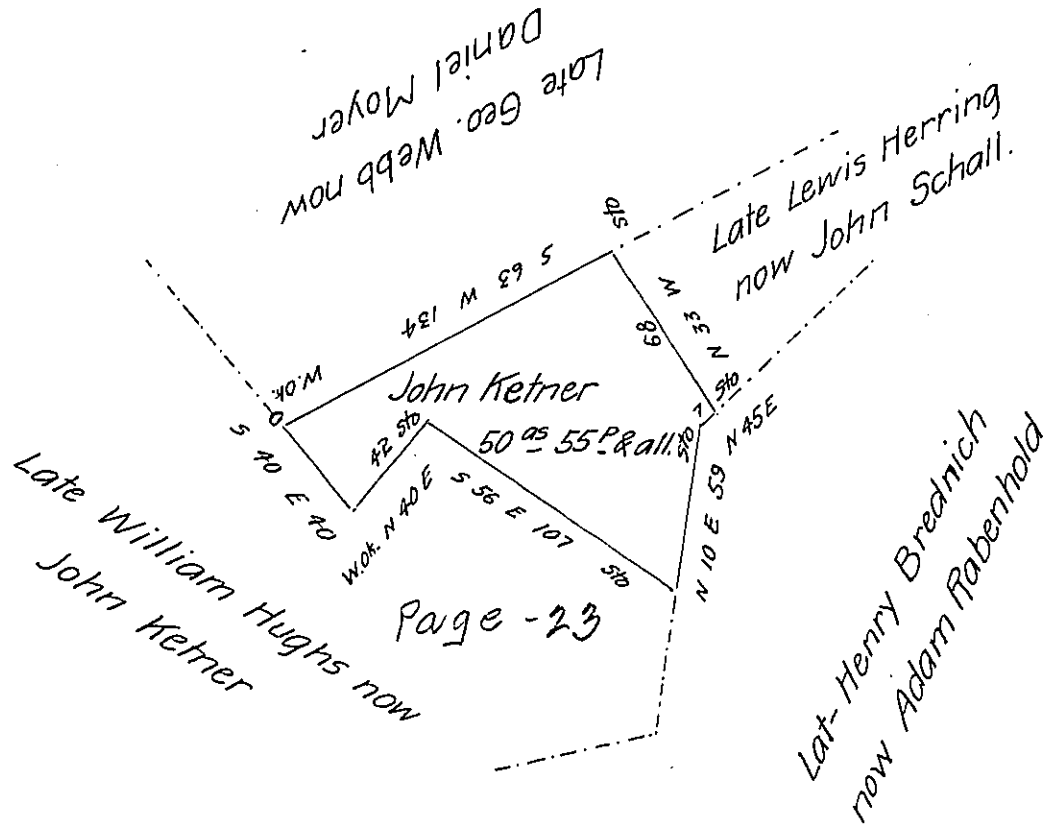 Late Geo. Webb now
Daniel Moyer
Late Lewis Herring
now John Schall.
sto
S 63 W 134
N 33 W
68
W.Ok.
John Ketner
50 as 55 P & all.
Sto
7
Sto
N 45 E
S 40 E 40
42 Sto
W.Ok. N 40 E
S 56 E 107
Sto
N 10 E 59
Late William Hughs now
John Ketner
Page - 23
Lat- Henry Brednich
now Adam Rabenhold